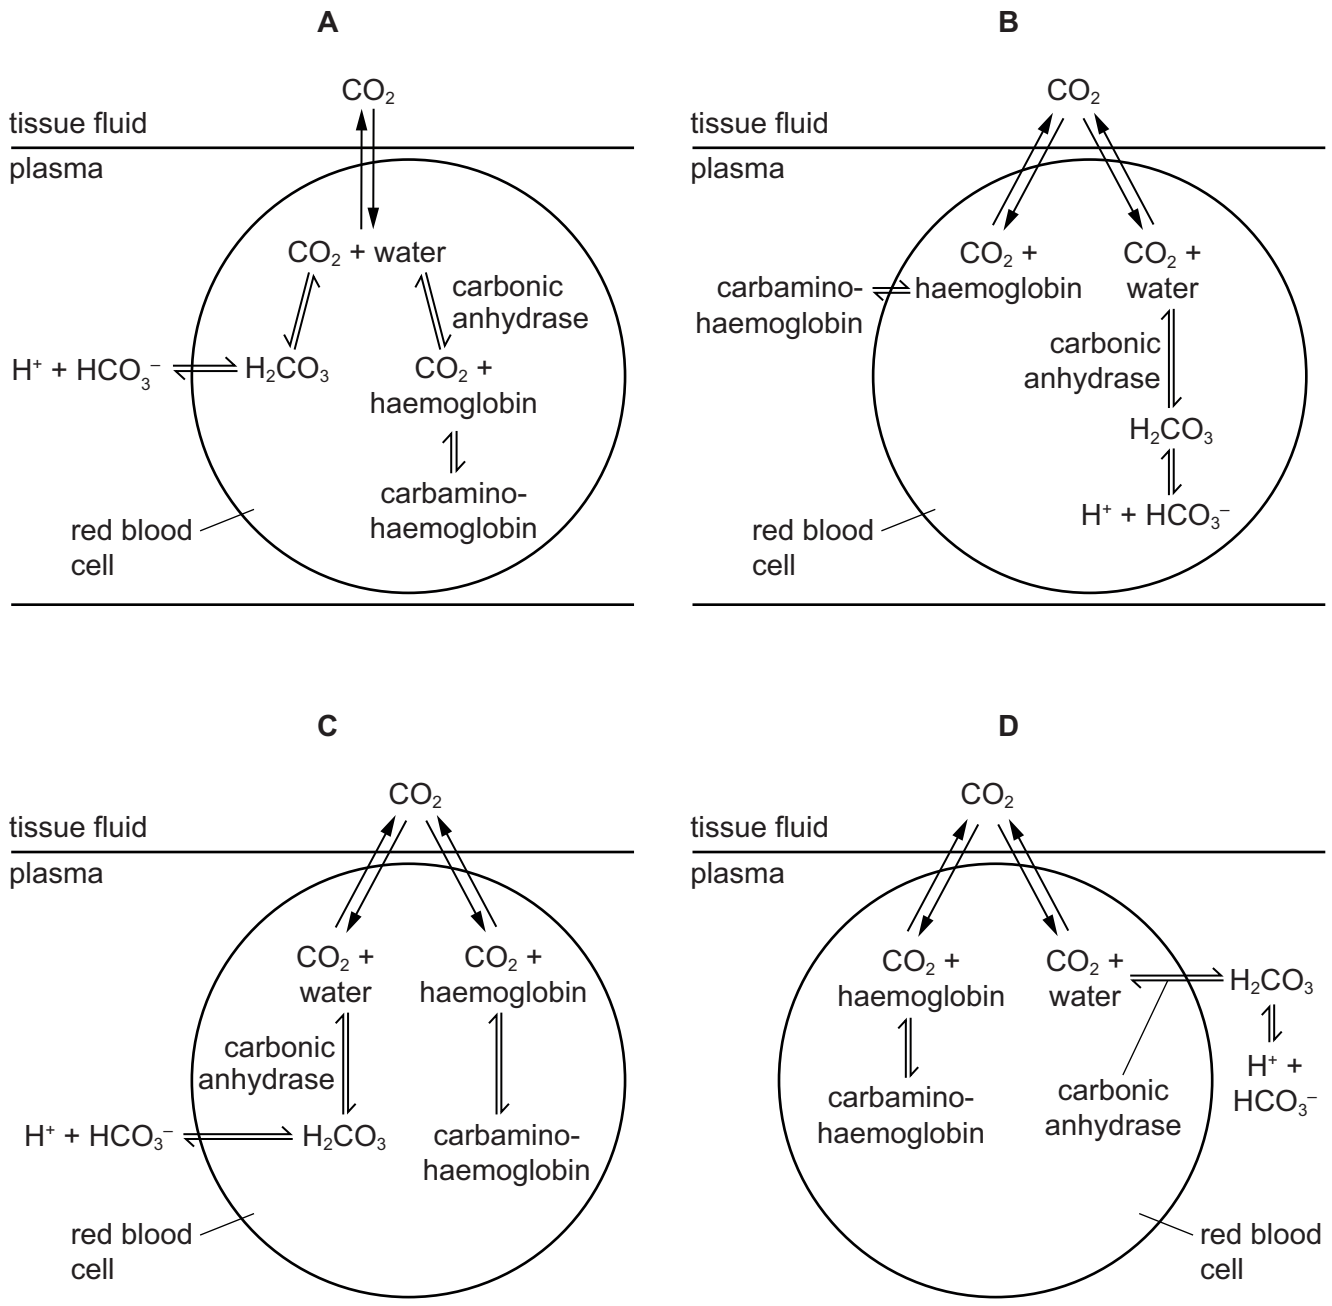 A
CO₂
tissue fluid
plasma
CO₂ + water
carbonic
anhydrase
H⁺ + HCO₃⁻
H₂CO₃
CO₂ +
haemoglobin
carbamino-
haemoglobin
red blood
cell
B
CO₂
tissue fluid
plasma
CO₂ +
haemoglobin
CO₂ +
water
carbamino-
haemoglobin
carbonic
anhydrase
H₂CO₃
H⁺ + HCO₃⁻
red blood
cell
C
CO₂
tissue fluid
plasma
CO₂ +
water
CO₂ +
haemoglobin
carbonic
anhydrase
H⁺ + HCO₃⁻
H₂CO₃
carbamino-
haemoglobin
red blood
cell
D
CO₂
tissue fluid
plasma
CO₂ +
haemoglobin
CO₂ +
water
H₂CO₃
H⁺ +
HCO₃⁻
carbamino-
haemoglobin
carbonic
anhydrase
red blood
cell